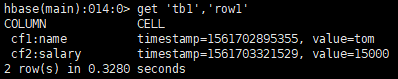 hbase(main):014:0> get 'tb1','row1'
COLUMN CELL
cf1:name timestamp=1561702895355, value=tom
cf2:salary timestamp=1561703321529, value=15000
2 row(s) in 0.3280 seconds